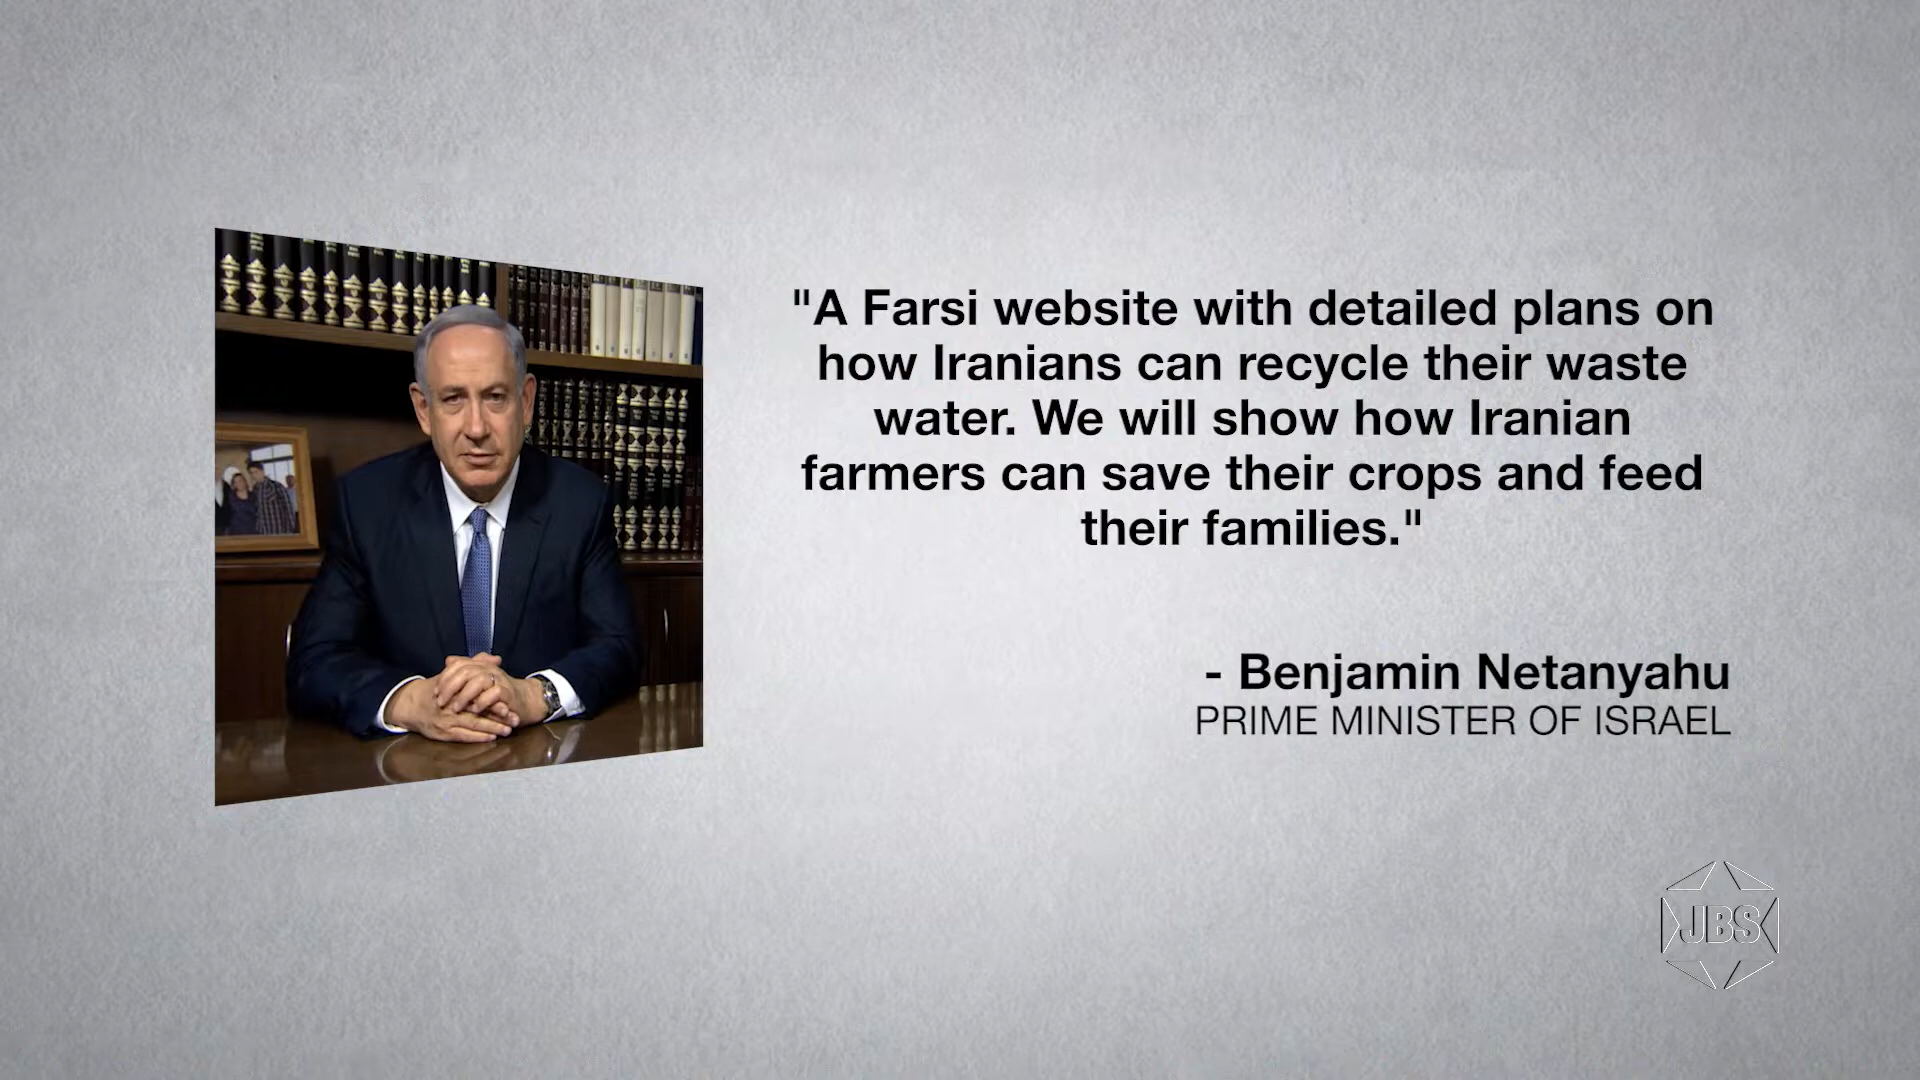 "A Farsi website with detailed plans on
how Iranians can recycle their waste
water. We will show how Iranian
farmers can save their crops and feed
their families."
- Benjamin Netanyahu
PRIME MINISTER OF ISRAEL
JBS